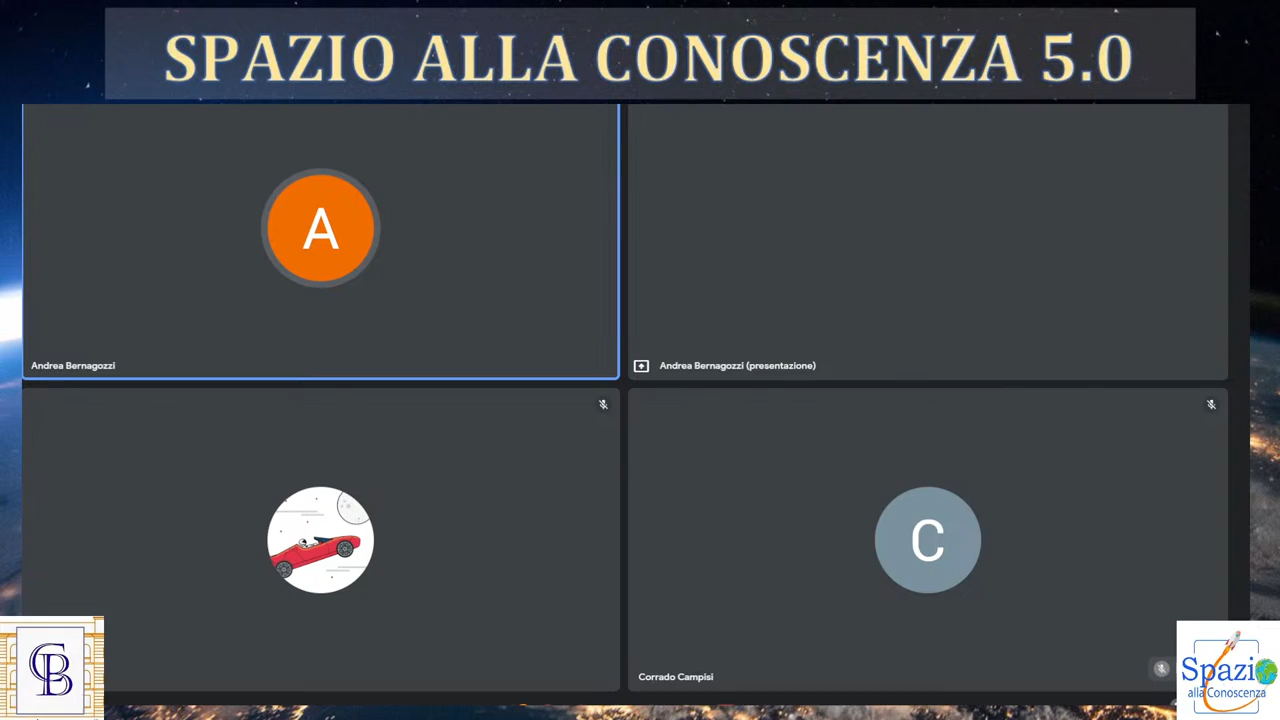 SPAZIO ALLA CONOSCENZA 5.0
A
Andrea Bernagozzi
Andrea Bernagozzi (presentazione)
C
Corrado Campisi
CB
Spazio
alla Conoscenza